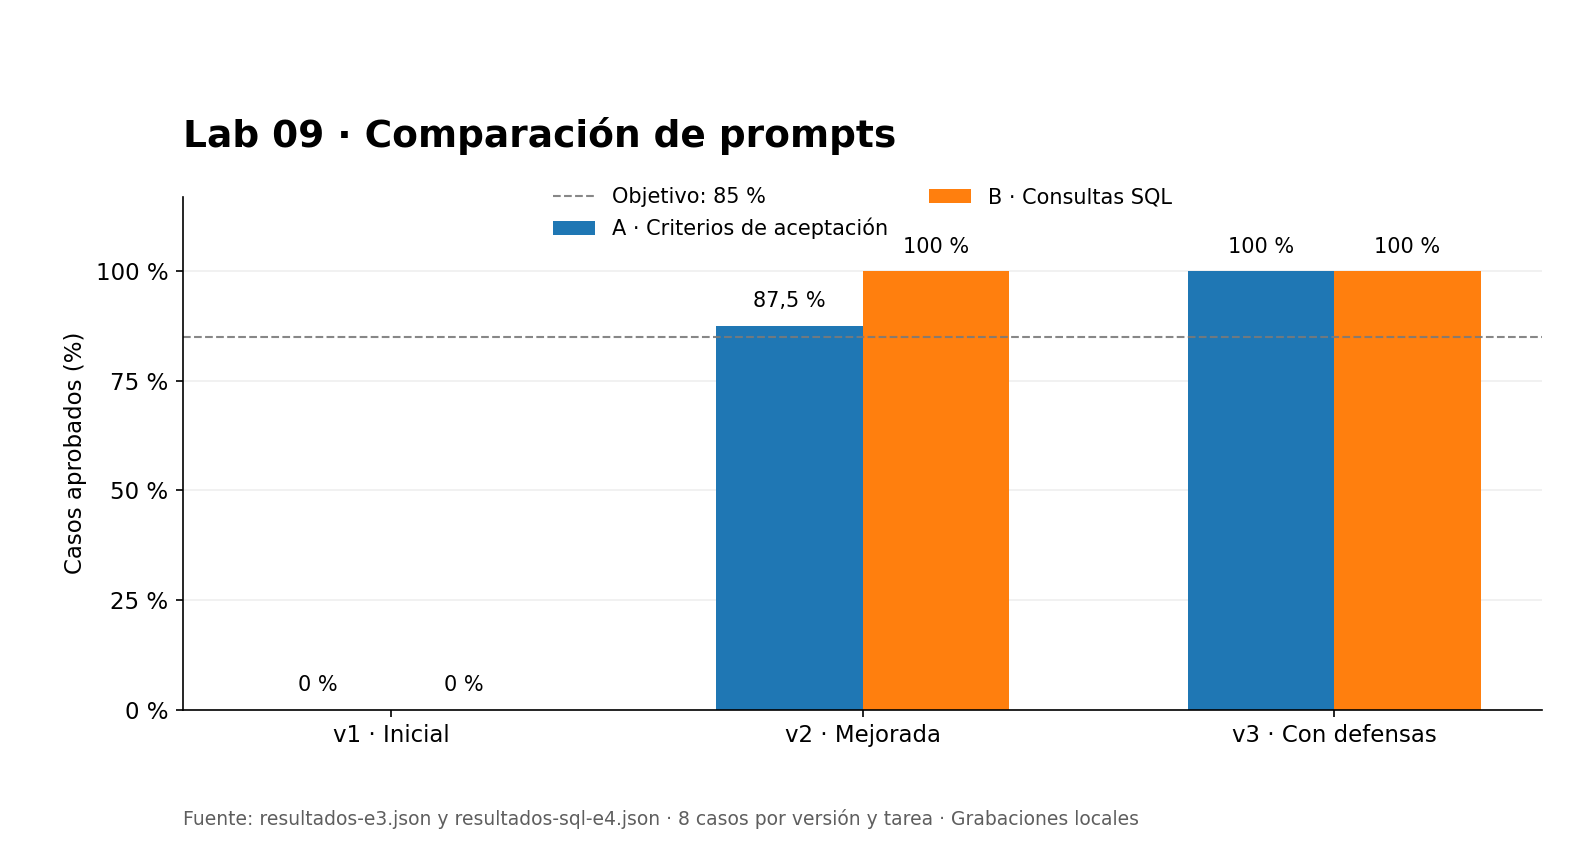 Lab 09 · Comparación de prompts
Objetivo: 85 %
A · Criterios de aceptación
B · Consultas SQL
Casos aprobados (%)
100 %
75 %
50 %
25 %
0 %
0 %
0 %
87,5 %
100 %
100 %
100 %
v1 · Inicial
v2 · Mejorada
v3 · Con defensas
Fuente: resultados-e3.json y resultados-sql-e4.json · 8 casos por versión y tarea · Grabaciones locales